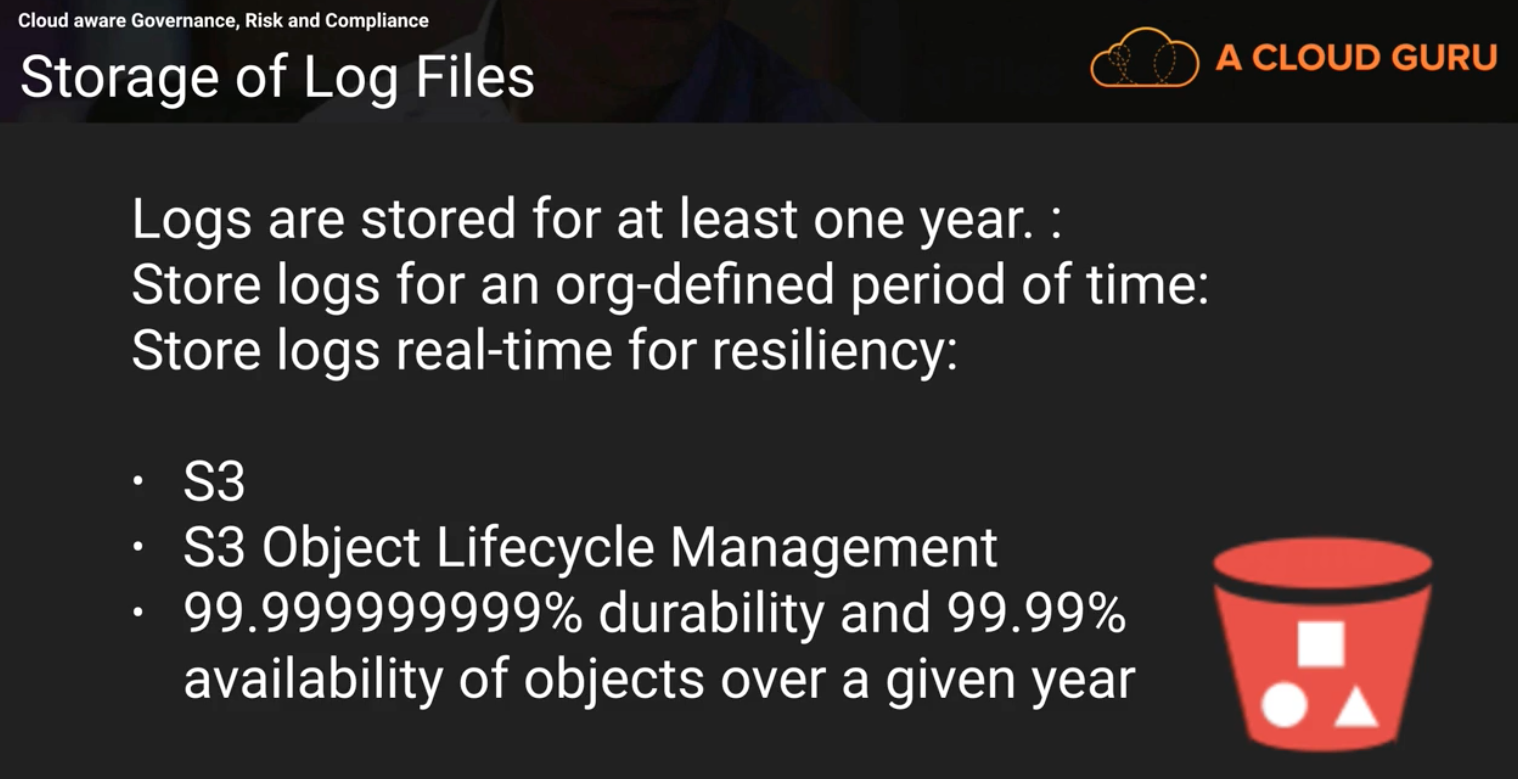 Cloud aware Governance, Risk and Compliance
Storage of Log Files
A CLOUD GURU
Logs are stored for at least one year. :
Store logs for an org-defined period of time:
Store logs real-time for resiliency:
• S3
• S3 Object Lifecycle Management
• 99.999999999% durability and 99.99%
availability of objects over a given year